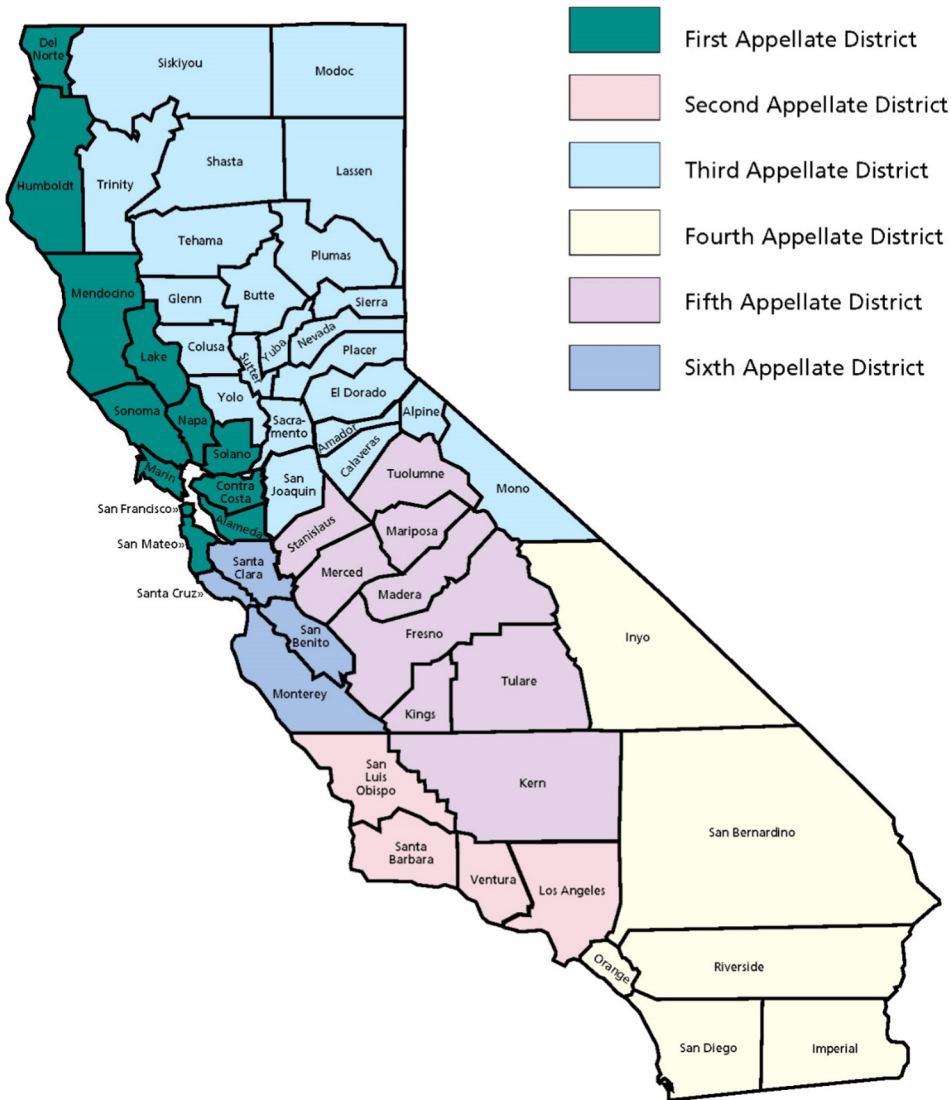 First Appellate District
Second Appellate District
Third Appellate District
Fourth Appellate District
Fifth Appellate District
Sixth Appellate District
Del
Norte
Siskiyou
Modoc
Humboldt
Trinity
Shasta
Lassen
Tehama
Plumas
Mendocino
Glenn
Butte
Sierra
Lake
Colusa
Sutter
Yuba
Nevada
Placer
Sonoma
Napa
Yolo
El Dorado
Sacra-
mento
Amador
Alpine
Solano
Calaveras
Marin
Contra
Costa
San
Joaquin
Tuolumne
Mono
San Francisco»
Alameda
Stanislaus
Mariposa
San Mateo»
Santa
Clara
Merced
Madera
Santa Cruz»
San
Benito
Fresno
Inyo
Monterey
Kings
Tulare
San
Luis
Obispo
Kern
San Bernardino
Santa
Barbara
Ventura
Los Angeles
Orange
Riverside
San Diego
Imperial